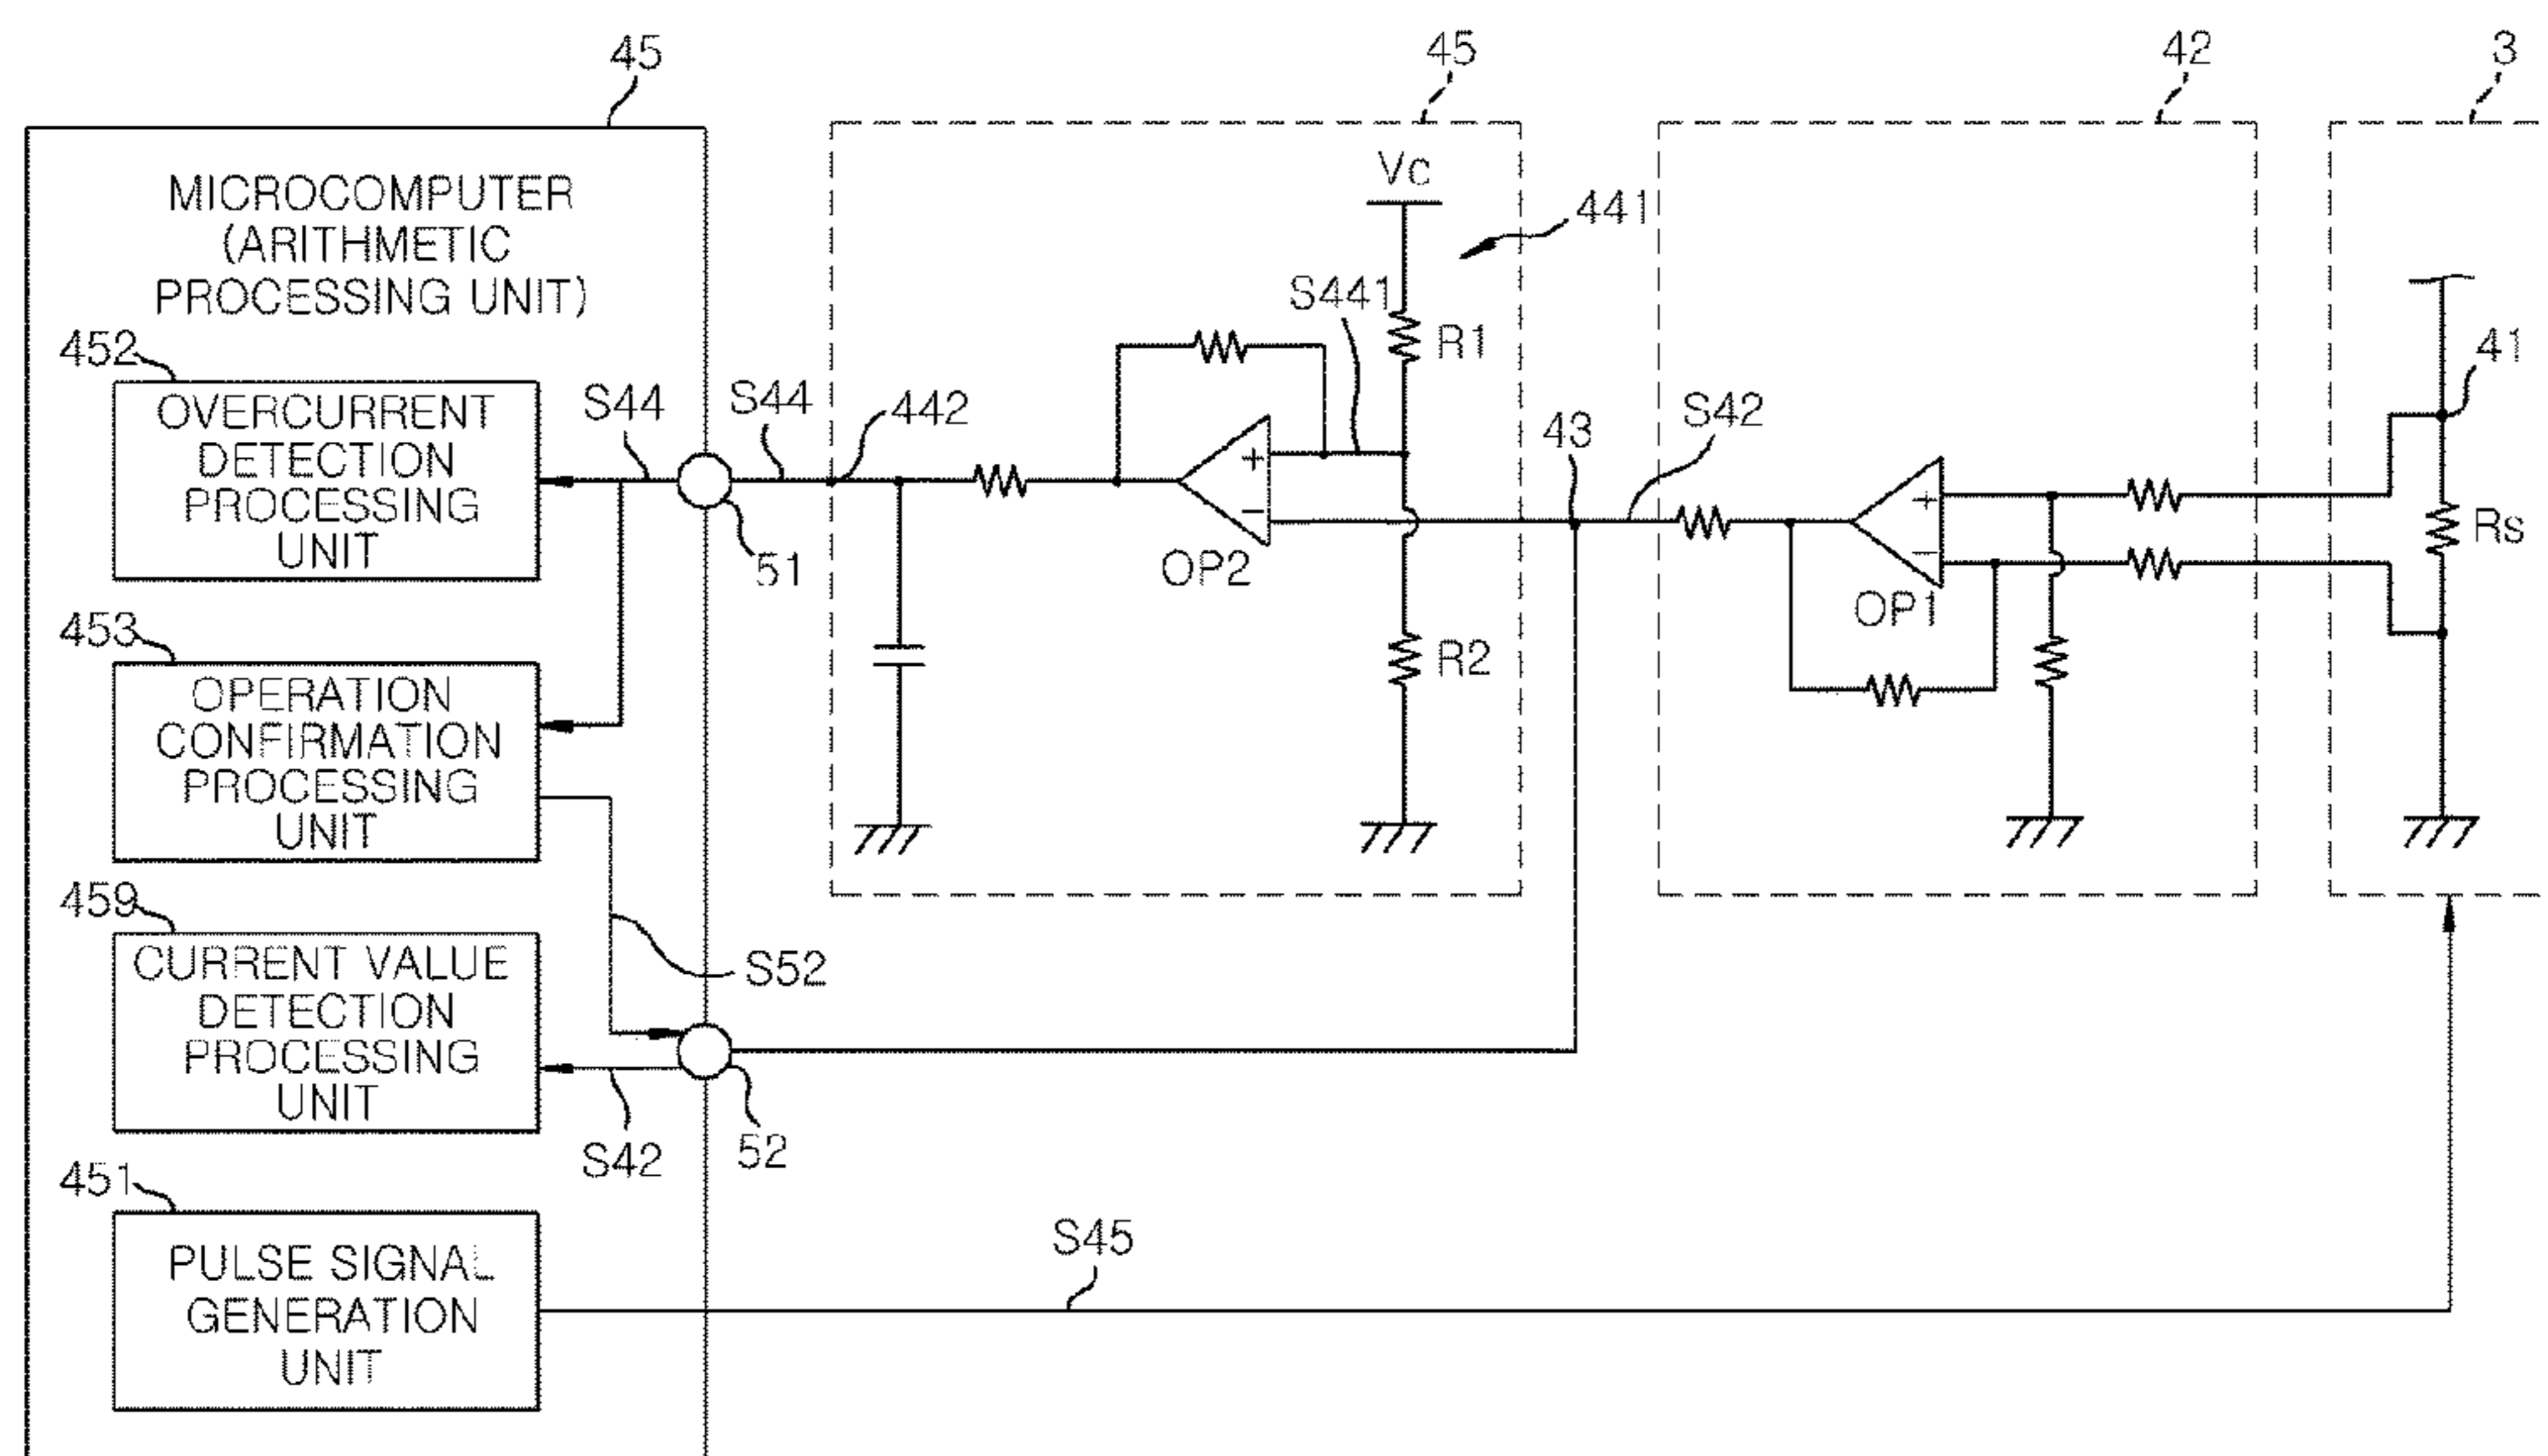 45
45
42
3
MICROCOMPUTER
(ARITHMETIC
PROCESSING UNIT)
Vc
441
S441
R1
41
452
OVERCURRENT
DETECTION
PROCESSING
UNIT
S44
S44
442
+
−
OP2
43
S42
+
−
OP1
Rs
51
R2
453
OPERATION
CONFIRMATION
PROCESSING
UNIT
459
CURRENT VALUE
DETECTION
PROCESSING
UNIT
S52
S42
52
451
PULSE SIGNAL
GENERATION
UNIT
S45